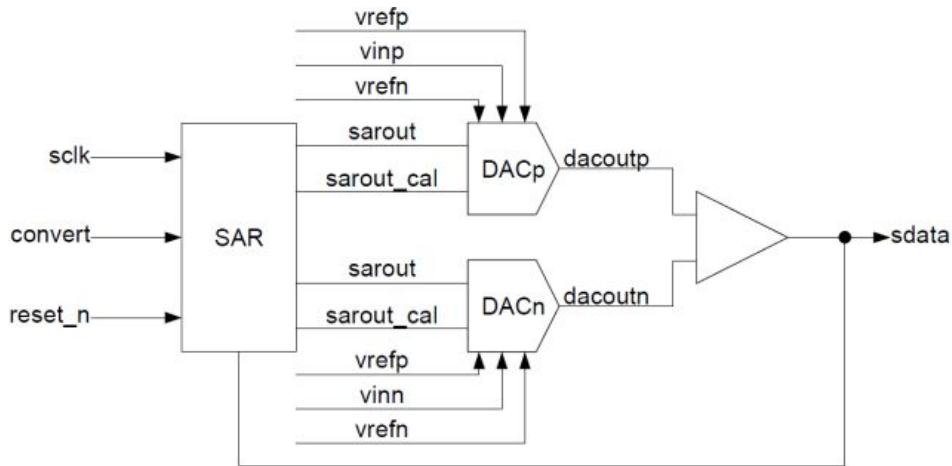 vrefp
vinp
vrefn
sarout
sclk
DACp
dacoutp
sarout_cal
convert
SAR
sdata
sarout
reset_n
DACn
dacoutn
sarout_cal
vrefp
vinn
vrefn